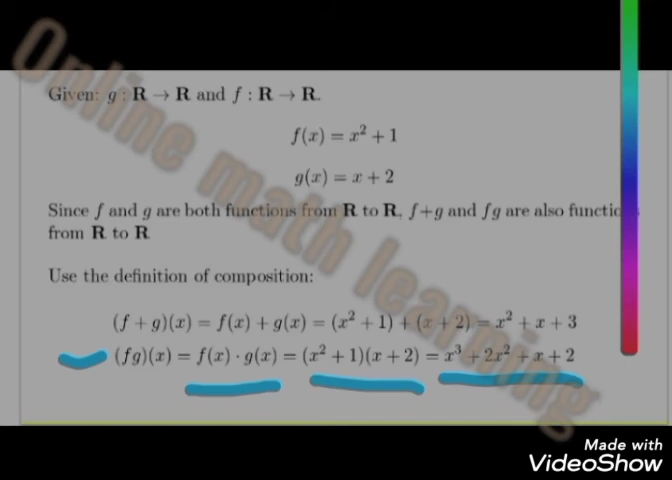 Given: g : R → R and f : R → R.
f(x) = x² + 1
g(x) = x + 2
Since f and g are both functions from R to R, f+g and fg are also functions
from R to R
Use the definition of composition:
(f + g)(x) = f(x) + g(x) = (x² + 1) + (x + 2) = x² + x + 3
(fg)(x) = f(x) · g(x) = (x² + 1)(x + 2) = x³ + 2x² + x + 2
Online math learning
Made with
VideoShow